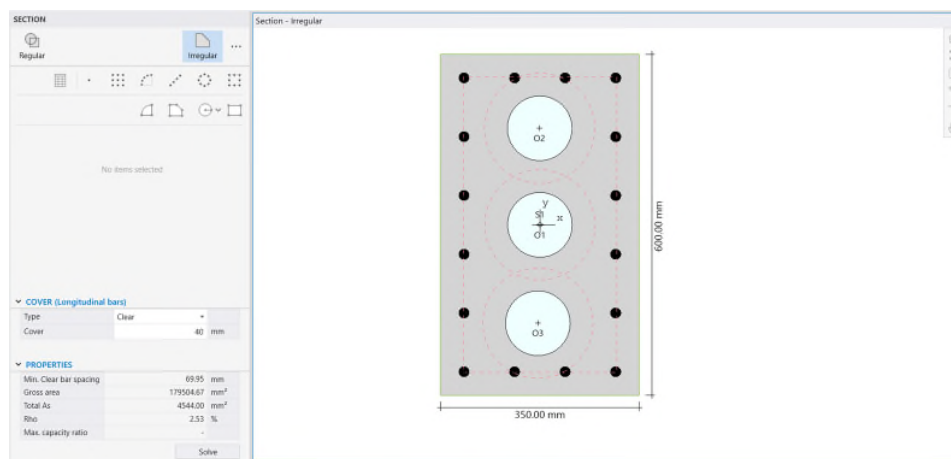 SECTION
Regular
Irregular
No items selected
COVER (Longitudinal bars)
Type Clear
Cover 40 mm
PROPERTIES
Min. Clear bar spacing 69.95 mm
Gross area 179504.67 mm²
Total As 4544.00 mm²
Rho 2.53 %
Max. capacity ratio -
Solve
Section - Irregular
O2
y
S1 x
O1
O3
600.00 mm
350.00 mm